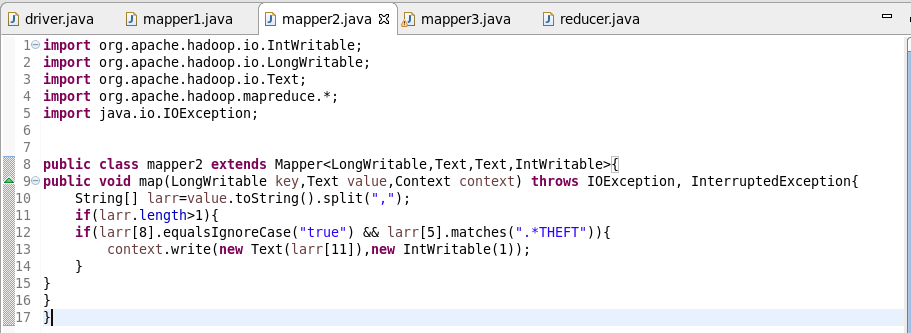 driver.java mapper1.java mapper2.java mapper3.java reducer.java
1 import org.apache.hadoop.io.IntWritable;
2 import org.apache.hadoop.io.LongWritable;
3 import org.apache.hadoop.io.Text;
4 import org.apache.hadoop.mapreduce.*;
5 import java.io.IOException;
6
7
8 public class mapper2 extends Mapper<LongWritable,Text,Text,IntWritable>{
9 public void map(LongWritable key,Text value,Context context) throws IOException, InterruptedException{
10     String[] larr=value.toString().split(",");
11     if(larr.length>1){
12     if(larr[8].equalsIgnoreCase("true") && larr[5].matches(".*THEFT")){
13         context.write(new Text(larr[11]),new IntWritable(1));
14     }
15 }
16 }
17 }